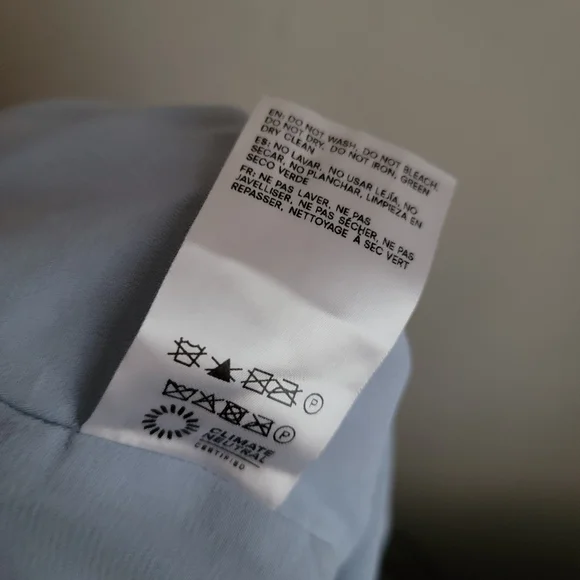 EN: DO NOT WASH, DO NOT BLEACH,
DO NOT DRY, DO NOT IRON, GREEN
DRY CLEAN
ES: NO LAVAR, NO USAR LEJÍA, NO
SECAR, NO PLANCHAR, LIMPIEZA EN
SECO VERDE
FR: NE PAS LAVER, NE PAS
JAVELLISER, NE PAS SÉCHER, NE PAS
REPASSER, NETTOYAGE À SEC VERT
P
P
CLIMATE
NEUTRAL
CERTIFIED